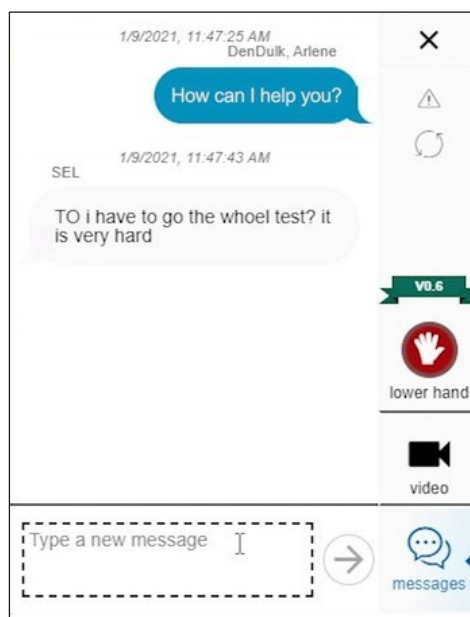 1/9/2021, 11:47:25 AM
DenDulk, Arlene
How can I help you?
1/9/2021, 11:47:43 AM
SEL
TO i have to go the whoel test? it
is very hard
V0.6
lower hand
video
Type a new message
messages